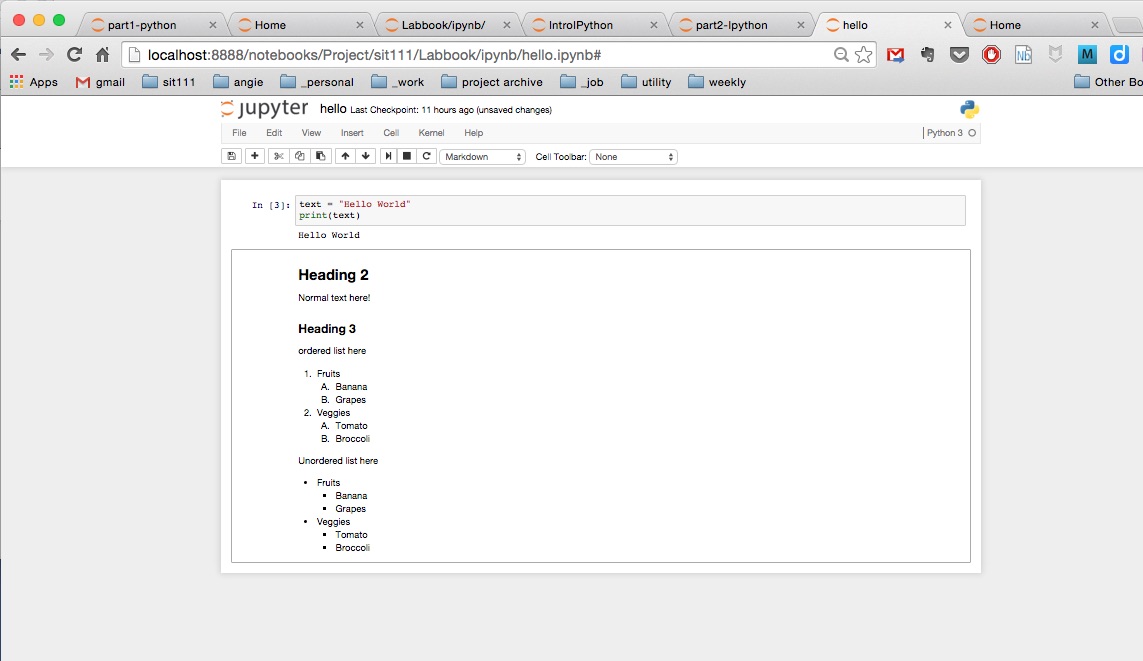 part1-python
Home
Labbook/ipynb/
IntroIPython
part2-Ipython
hello
Home
localhost:8888/notebooks/Project/sit111/Labbook/ipynb/hello.ipynb#
Nb
M
d
Apps
gmail
sit111
angie
_personal
_work
project archive
_job
utility
weekly
Other Bo
jupyter hello Last Checkpoint: 11 hours ago (unsaved changes)
File Edit View Insert Cell Kernel Help
Python 3
Markdown
Cell Toolbar: None
In [3]: text = "Hello World"
print(text)
Hello World
Heading 2
Normal text here!
Heading 3
ordered list here
1. Fruits
A. Banana
B. Grapes
2. Veggies
A. Tomato
B. Broccoli
Unordered list here
• Fruits
▪ Banana
▪ Grapes
• Veggies
▪ Tomato
▪ Broccoli